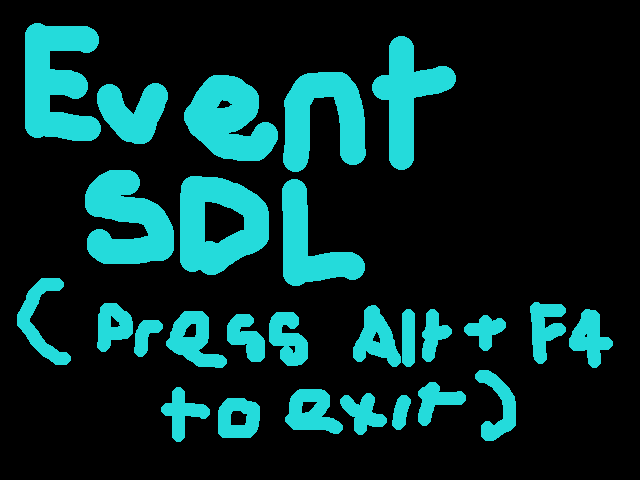 Event
SDL
(Press Alt + F4
to exit)